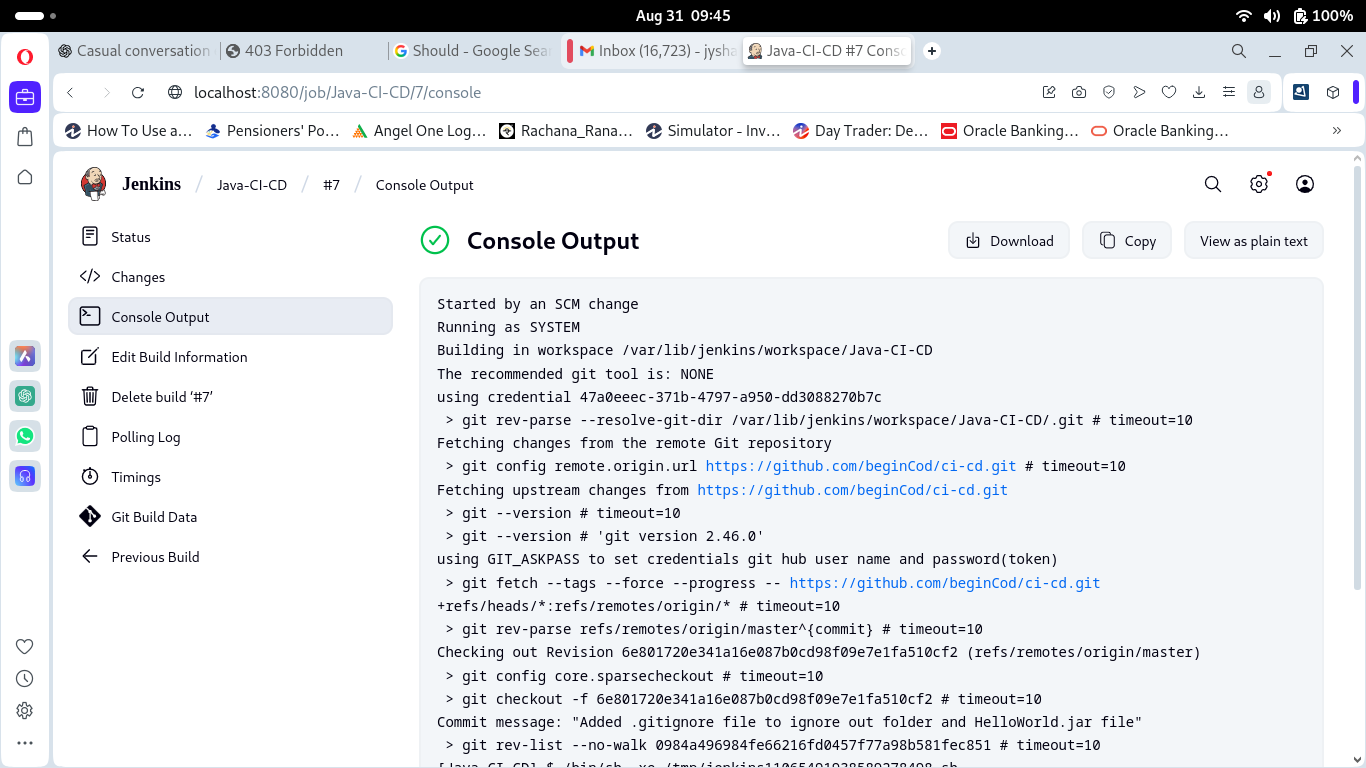 Aug 31 09:45
100%
Casual conversation
403 Forbidden
Should - Google Sea
Inbox (16,723) - jysha
Java-CI-CD #7 Conso
localhost:8080/job/Java-CI-CD/7/console
How To Use a...
Pensioners' Po...
Angel One Log...
Rachana_Rana...
Simulator - Inv...
Day Trader: De...
Oracle Banking...
Oracle Banking...
Jenkins / Java-CI-CD / #7 / Console Output
Status
Changes
Console Output
Edit Build Information
Delete build ‘#7’
Polling Log
Timings
Git Build Data
Previous Build
Console Output
Download
Copy
View as plain text
Started by an SCM change
Running as SYSTEM
Building in workspace /var/lib/jenkins/workspace/Java-CI-CD
The recommended git tool is: NONE
using credential 47a0eeec-371b-4797-a950-dd3088270b7c
> git rev-parse --resolve-git-dir /var/lib/jenkins/workspace/Java-CI-CD/.git # timeout=10
Fetching changes from the remote Git repository
> git config remote.origin.url https://github.com/beginCod/ci-cd.git # timeout=10
Fetching upstream changes from https://github.com/beginCod/ci-cd.git
> git --version # timeout=10
> git --version # 'git version 2.46.0'
using GIT_ASKPASS to set credentials git hub user name and password(token)
> git fetch --tags --force --progress -- https://github.com/beginCod/ci-cd.git
+refs/heads/*:refs/remotes/origin/* # timeout=10
> git rev-parse refs/remotes/origin/master^{commit} # timeout=10
Checking out Revision 6e801720e341a16e087b0cd98f09e7e1fa510cf2 (refs/remotes/origin/master)
> git config core.sparsecheckout # timeout=10
> git checkout -f 6e801720e341a16e087b0cd98f09e7e1fa510cf2 # timeout=10
Commit message: "Added .gitignore file to ignore out folder and HelloWorld.jar file"
> git rev-list --no-walk 0984a496984fe66216fd0457f77a98b581fec851 # timeout=10
[Java-CI-CD] $ /bin/sh -xe